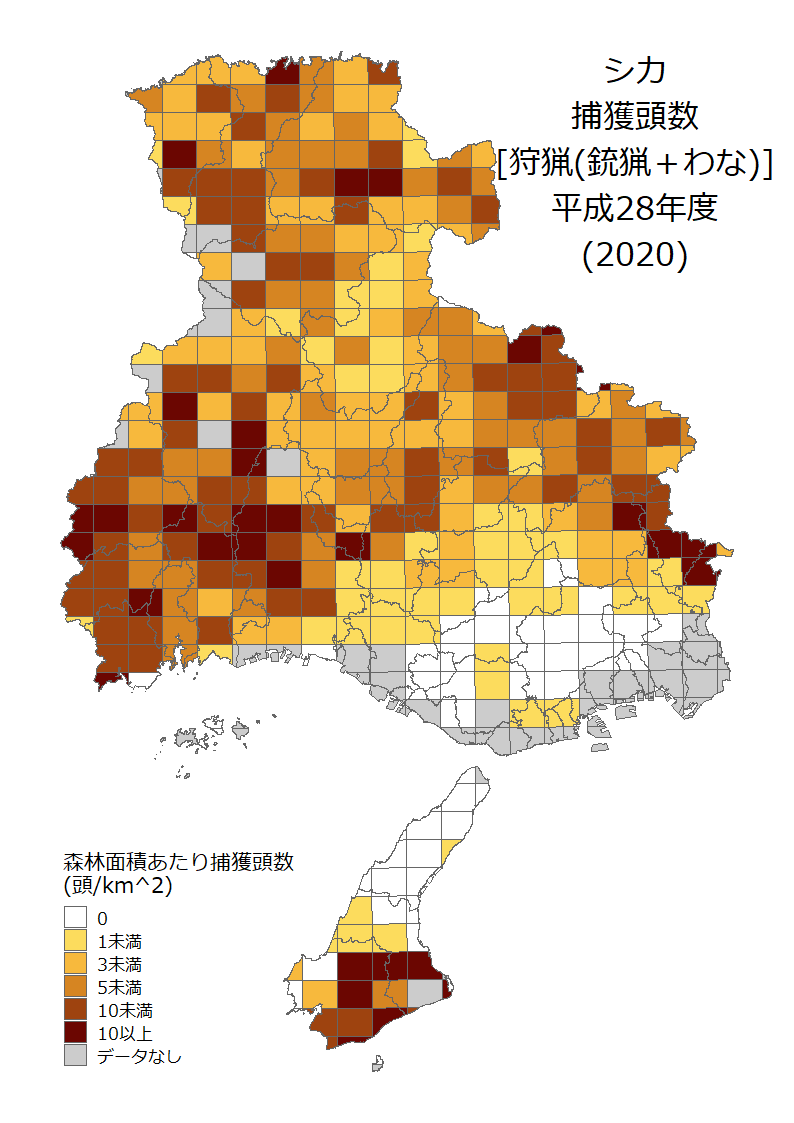 シカ
捕獲頭数
[狩猟(銃猟＋わな)]
平成28年度
(2020)
森林面積あたり捕獲頭数
(頭/km^2)
0
1未満
3未満
5未満
10未満
10以上
データなし